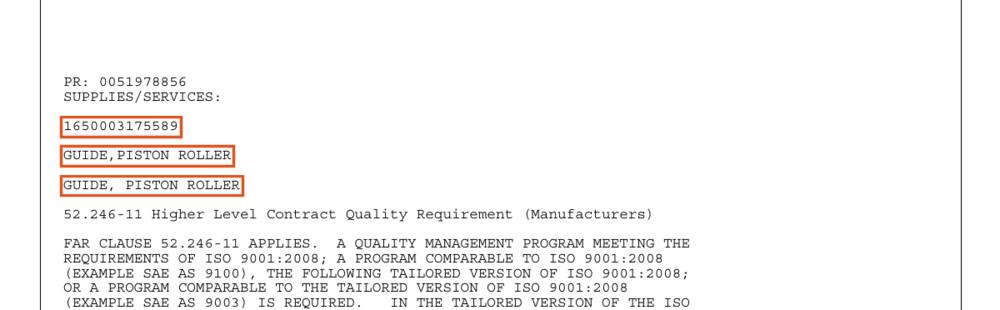 PR: 0051978856
SUPPLIES/SERVICES:
1650003175589
GUIDE,PISTON ROLLER
GUIDE, PISTON ROLLER
52.246-11 Higher Level Contract Quality Requirement (Manufacturers)
FAR CLAUSE 52.246-11 APPLIES.  A QUALITY MANAGEMENT PROGRAM MEETING THE
REQUIREMENTS OF ISO 9001:2008; A PROGRAM COMPARABLE TO ISO 9001:2008
(EXAMPLE SAE AS 9100), THE FOLLOWING TAILORED VERSION OF ISO 9001:2008;
OR A PROGRAM COMPARABLE TO THE TAILORED VERSION OF ISO 9001:2008
(EXAMPLE SAE AS 9003) IS REQUIRED.   IN THE TAILORED VERSION OF THE ISO